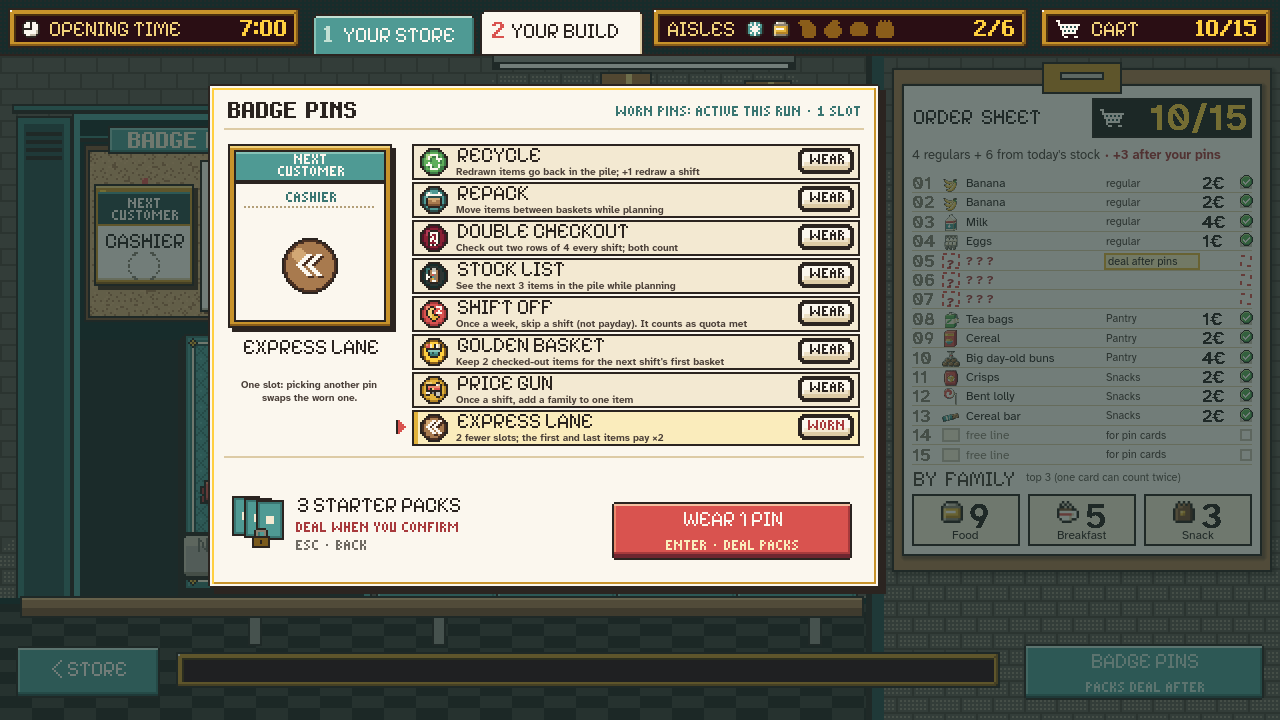 OPENING TIME 7:00
1 YOUR STORE
2 YOUR BUILD
AISLES 2/6
CART 10/15
BADGE PINS
WORN PINS: ACTIVE THIS RUN · 1 SLOT
NEXT
CUSTOMER
CASHIER
EXPRESS LANE
One slot: picking another pin
swaps the worn one.
RECYCLE
Redrawn items go back in the pile; +1 redraw a shift
WEAR
REPACK
Move items between baskets while planning
WEAR
DOUBLE CHECKOUT
Check out two rows of 4 every shift; both count
WEAR
STOCK LIST
See the next 3 items in the pile while planning
WEAR
SHIFT OFF
Once a week, skip a shift (not payday). It counts as quota met
WEAR
GOLDEN BASKET
Keep 2 checked-out items for the next shift's first basket
WEAR
PRICE GUN
Once a shift, add a family to one item
WEAR
EXPRESS LANE
2 fewer slots; the first and last items pay ×2
WORN
3 STARTER PACKS
DEAL WHEN YOU CONFIRM
ESC · BACK
WEAR 1 PIN
ENTER · DEAL PACKS
BADGE
NEXT
CUSTOMER
CASHIER
ORDER SHEET
10/15
4 regulars + 6 from today's stock · +3 after your pins
01 Banana regular 2€
02 Banana regular 2€
03 Milk regular 4€
04 Eggs regular 1€
05 ? ? ? ? deal after pins ?
06 ? ? ? ? ?
07 ? ? ? ? ?
08 Tea bags Pantry 1€
09 Cereal Pantry 2€
10 Big day-old buns Pantry 4€
11 Crisps Snacks 2€
12 Bent lolly Snacks 2€
13 Cereal bar Snacks 2€
14 free line for pin cards
15 free line for pin cards
BY FAMILY top 3 (one card can count twice)
9
Food
5
Breakfast
3
Snack
STORE
BADGE PINS
PACKS DEAL AFTER